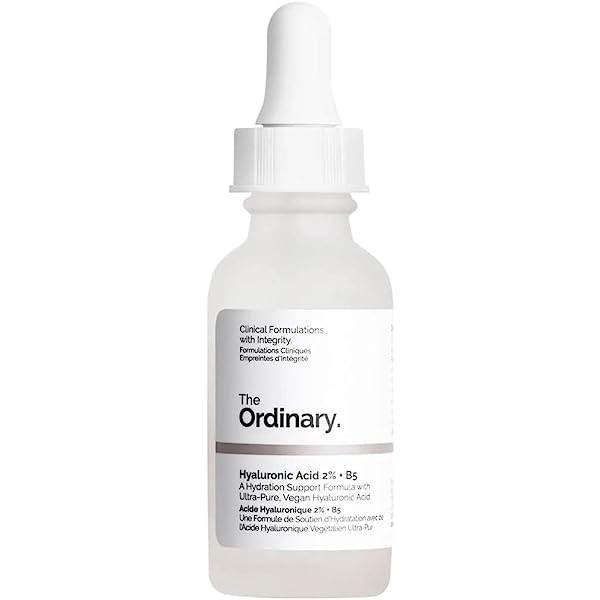 Clinical Formulations
with Integrity.
Formulations Cliniques
Empreintes d'Intégrité.
The
Ordinary.
Hyaluronic Acid 2% + B5
A Hydration Support Formula with
Ultra-Pure, Vegan Hyaluronic Acid
Acide Hyaluronique 2% + B5
Une Formule de Soutien d'Hydratation avec de
l'Acide Hyaluronique Végétalien Ultra-Pur